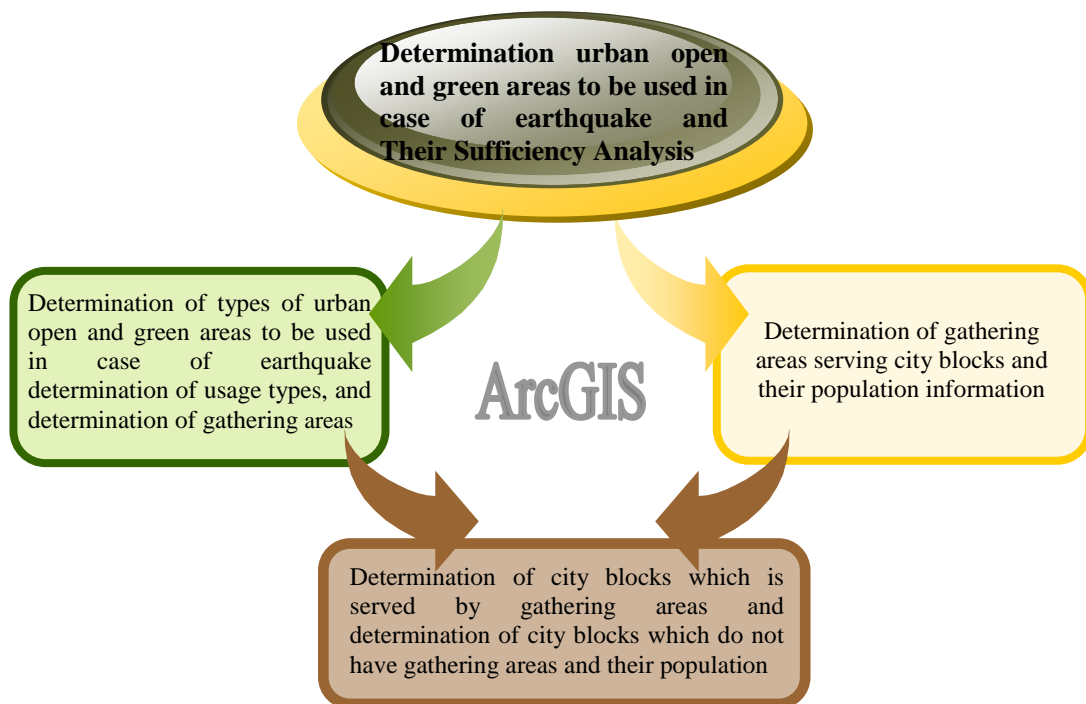 Determination urban open
and green areas to be used in
case of earthquake and
Their Sufficiency Analysis
Determination of types of urban
open and green areas to be used
in case of earthquake
determination of usage types, and
determination of gathering areas
ArcGIS
Determination of gathering
areas serving city blocks and
their population information
Determination of city blocks which is
served by gathering areas and
determination of city blocks which do not
have gathering areas and their population